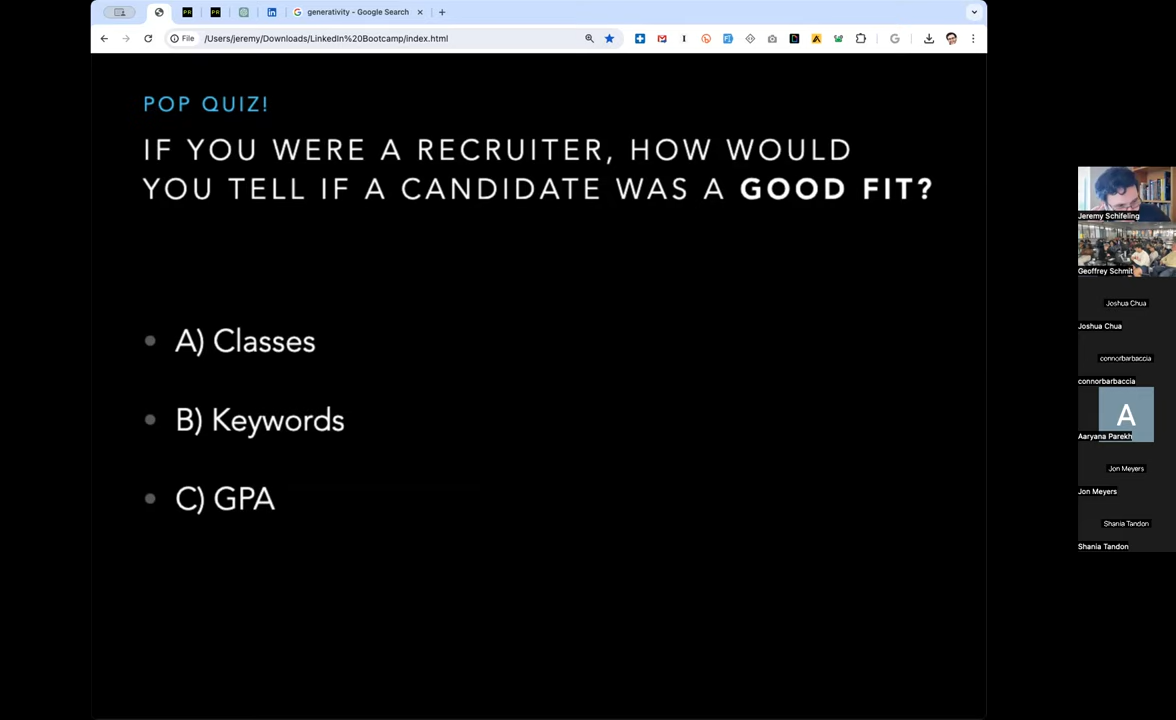 generativity - Google Search
File
/Users/jeremy/Downloads/LinkedIn%20Bootcamp/index.html
POP QUIZ!
IF YOU WERE A RECRUITER, HOW WOULD
YOU TELL IF A CANDIDATE WAS A GOOD FIT?
A) Classes
B) Keywords
C) GPA
Jeremy Schifeling
Geoffrey Schmit
Joshua Chua
Joshua Chua
connorbarbaccia
connorbarbaccia
A
Aaryana Parekh
Jon Meyers
Jon Meyers
Shania Tandon
Shania Tandon